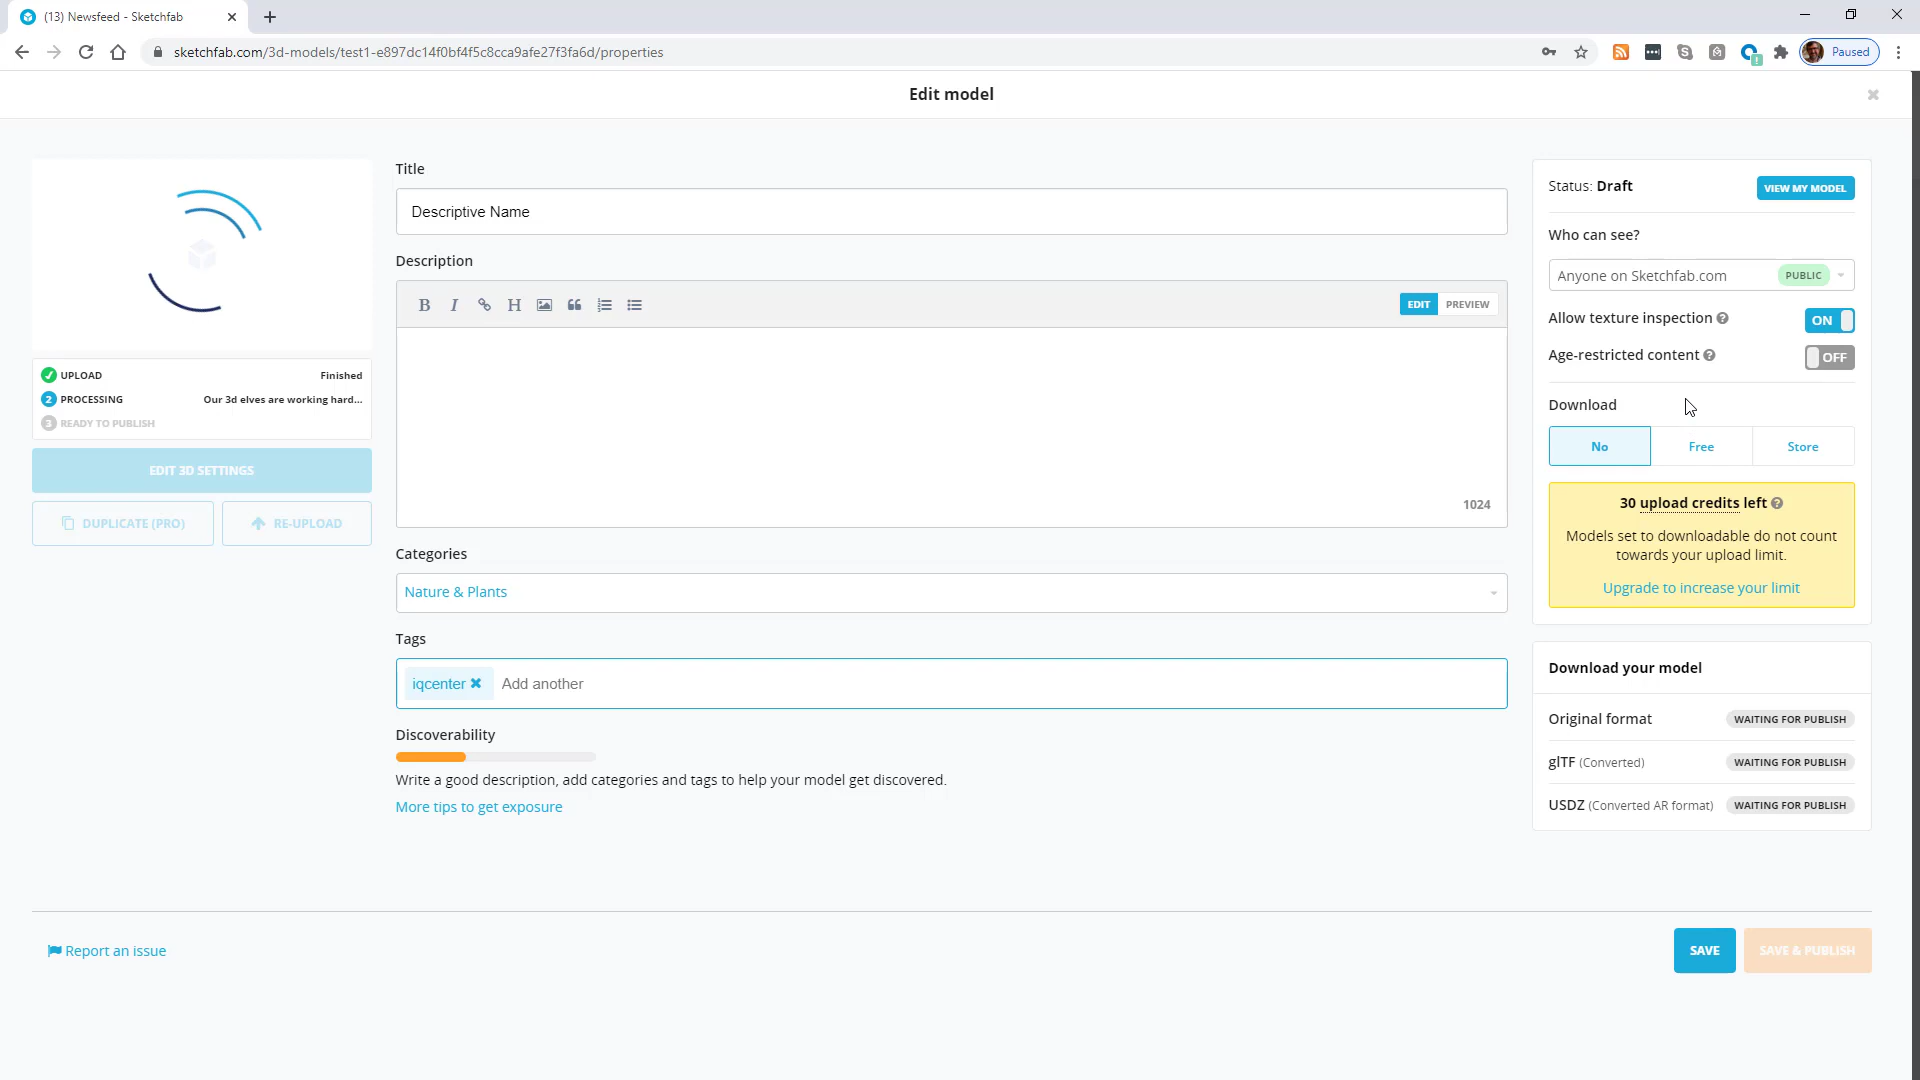 (13) Newsfeed - Sketchfab
sketchfab.com/3d-models/test1-e897dc14f0bf4f5c8cca9afe27f3fa6d/properties
Paused
Edit model
UPLOAD Finished
2 PROCESSING Our 3d elves are working hard...
3 READY TO PUBLISH
EDIT 3D SETTINGS
DUPLICATE (PRO)
RE-UPLOAD
Title
Descriptive Name
Description
B I H
EDIT PREVIEW
1024
Categories
Nature & Plants
Tags
iqcenter Add another
Discoverability
Write a good description, add categories and tags to help your model get discovered.
More tips to get exposure
Status: Draft
VIEW MY MODEL
Who can see?
Anyone on Sketchfab.com PUBLIC
Allow texture inspection ? ON
Age-restricted content ? OFF
Download
No Free Store
30 upload credits left ?
Models set to downloadable do not count
towards your upload limit.
Upgrade to increase your limit
Download your model
Original format WAITING FOR PUBLISH
glTF (Converted) WAITING FOR PUBLISH
USDZ (Converted AR format) WAITING FOR PUBLISH
Report an issue
SAVE
SAVE & PUBLISH